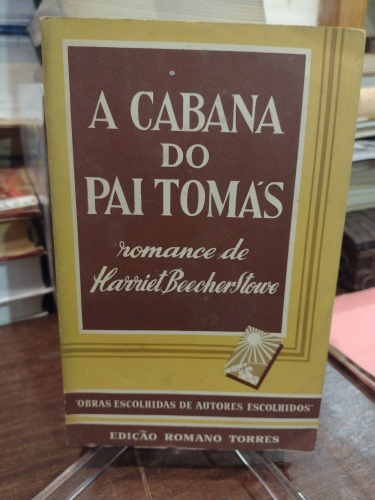 A CABANA
DO
PAI TOMÁS
romance de
Harriet Beecher-Stowe
"OBRAS ESCOLHIDAS DE AUTORES ESCOLHIDOS"
EDIÇÃO ROMANO TORRES